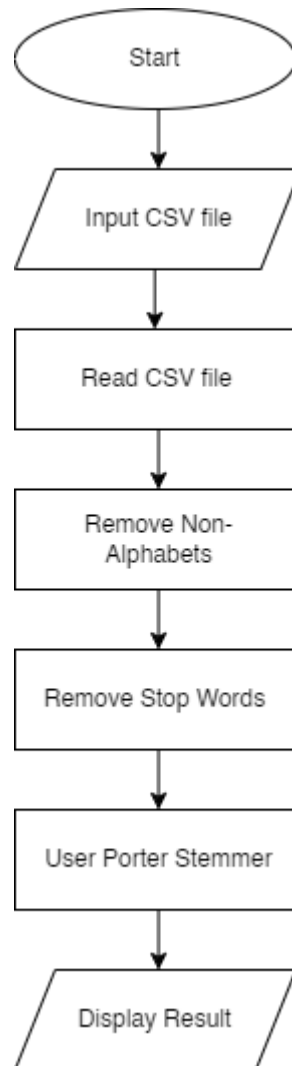 Start
Input CSV file
Read CSV file
Remove Non-
Alphabets
Remove Stop Words
User Porter Stemmer
Display Result